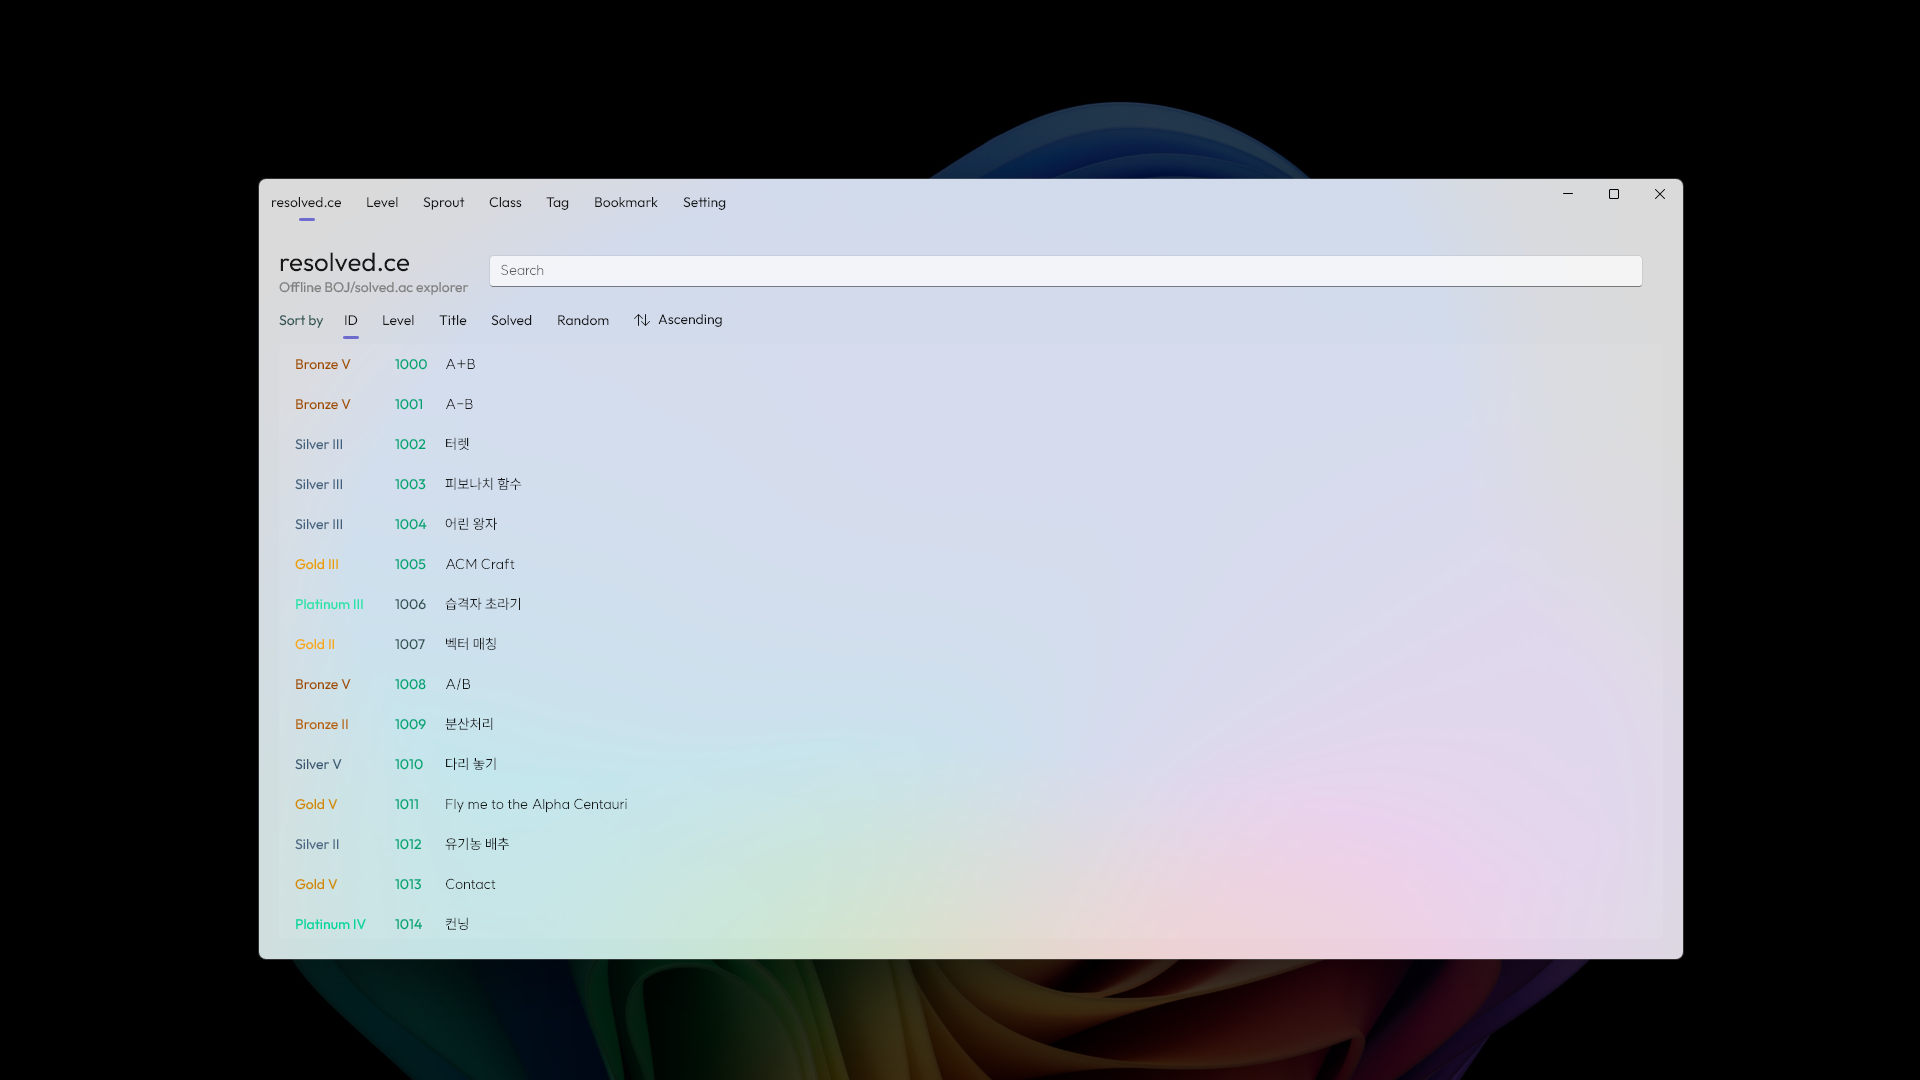 resolved.ce Level Sprout Class Tag Bookmark Setting
resolved.ce
Offline BOJ/solved.ac explorer
Search
Sort by ID Level Title Solved Random Ascending
Bronze V 1000 A+B
Bronze V 1001 A-B
Silver III 1002 터렛
Silver III 1003 피보나치 함수
Silver III 1004 어린 왕자
Gold III 1005 ACM Craft
Platinum III 1006 습격자 초라기
Gold II 1007 벡터 매칭
Bronze V 1008 A/B
Bronze II 1009 분산처리
Silver V 1010 다리 놓기
Gold V 1011 Fly me to the Alpha Centauri
Silver II 1012 유기농 배추
Gold V 1013 Contact
Platinum IV 1014 컨닝